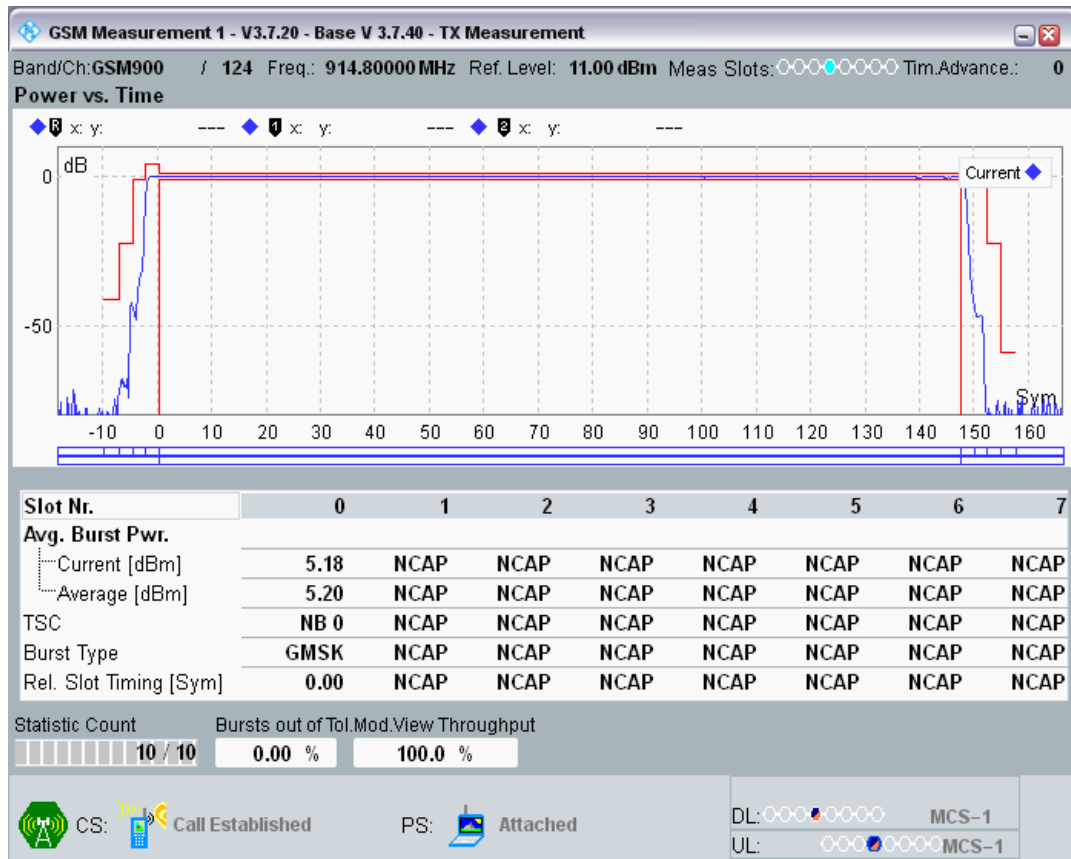 GSM Measurement 1 - V3.7.20 - Base V 3.7.40 - TX Measurement
Band/Ch:GSM900 / 124 Freq.: 914.80000 MHz Ref. Level: 11.00 dBm Meas Slots: Tim.Advance.: 0
Power vs. Time
R x: y: --- 1 x: y: --- 2 x: y: ---
dB
Current
0
-50
Sym
-10 0 10 20 30 40 50 60 70 80 90 100 110 120 130 140 150 160
Slot Nr. 0 1 2 3 4 5 6 7
Avg. Burst Pwr.
Current [dBm] 5.18 NCAP NCAP NCAP NCAP NCAP NCAP NCAP
Average [dBm] 5.20 NCAP NCAP NCAP NCAP NCAP NCAP NCAP
TSC NB 0 NCAP NCAP NCAP NCAP NCAP NCAP NCAP
Burst Type GMSK NCAP NCAP NCAP NCAP NCAP NCAP NCAP
Rel. Slot Timing [Sym] 0.00 NCAP NCAP NCAP NCAP NCAP NCAP NCAP
Statistic Count Bursts out of Tol. Mod.View Throughput
10 / 10 0.00 % 100.0 %
CS: Call Established PS: Attached
DL: MCS-1
UL: MCS-1